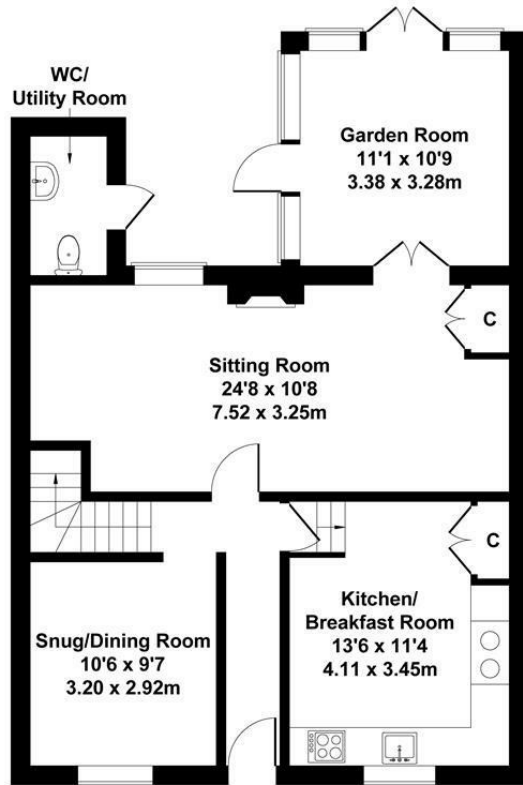 WC/
Utility Room
Garden Room
11'1 x 10'9
3.38 x 3.28m
C
Sitting Room
24'8 x 10'8
7.52 x 3.25m
C
Kitchen/
Breakfast Room
13'6 x 11'4
4.11 x 3.45m
Snug/Dining Room
10'6 x 9'7
3.20 x 2.92m